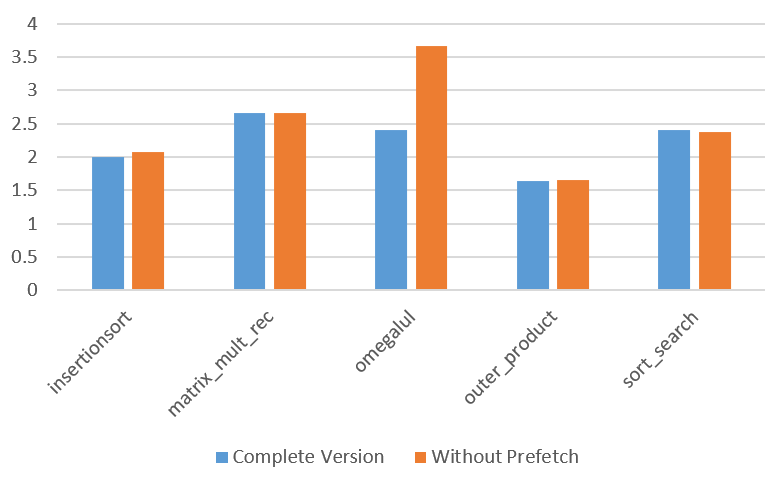 4
3.5
3
2.5
2
1.5
1
0.5
0
insertionsort
matrix_mult_rec
omegalul
outer_product
sort_search
Complete Version
Without Prefetch